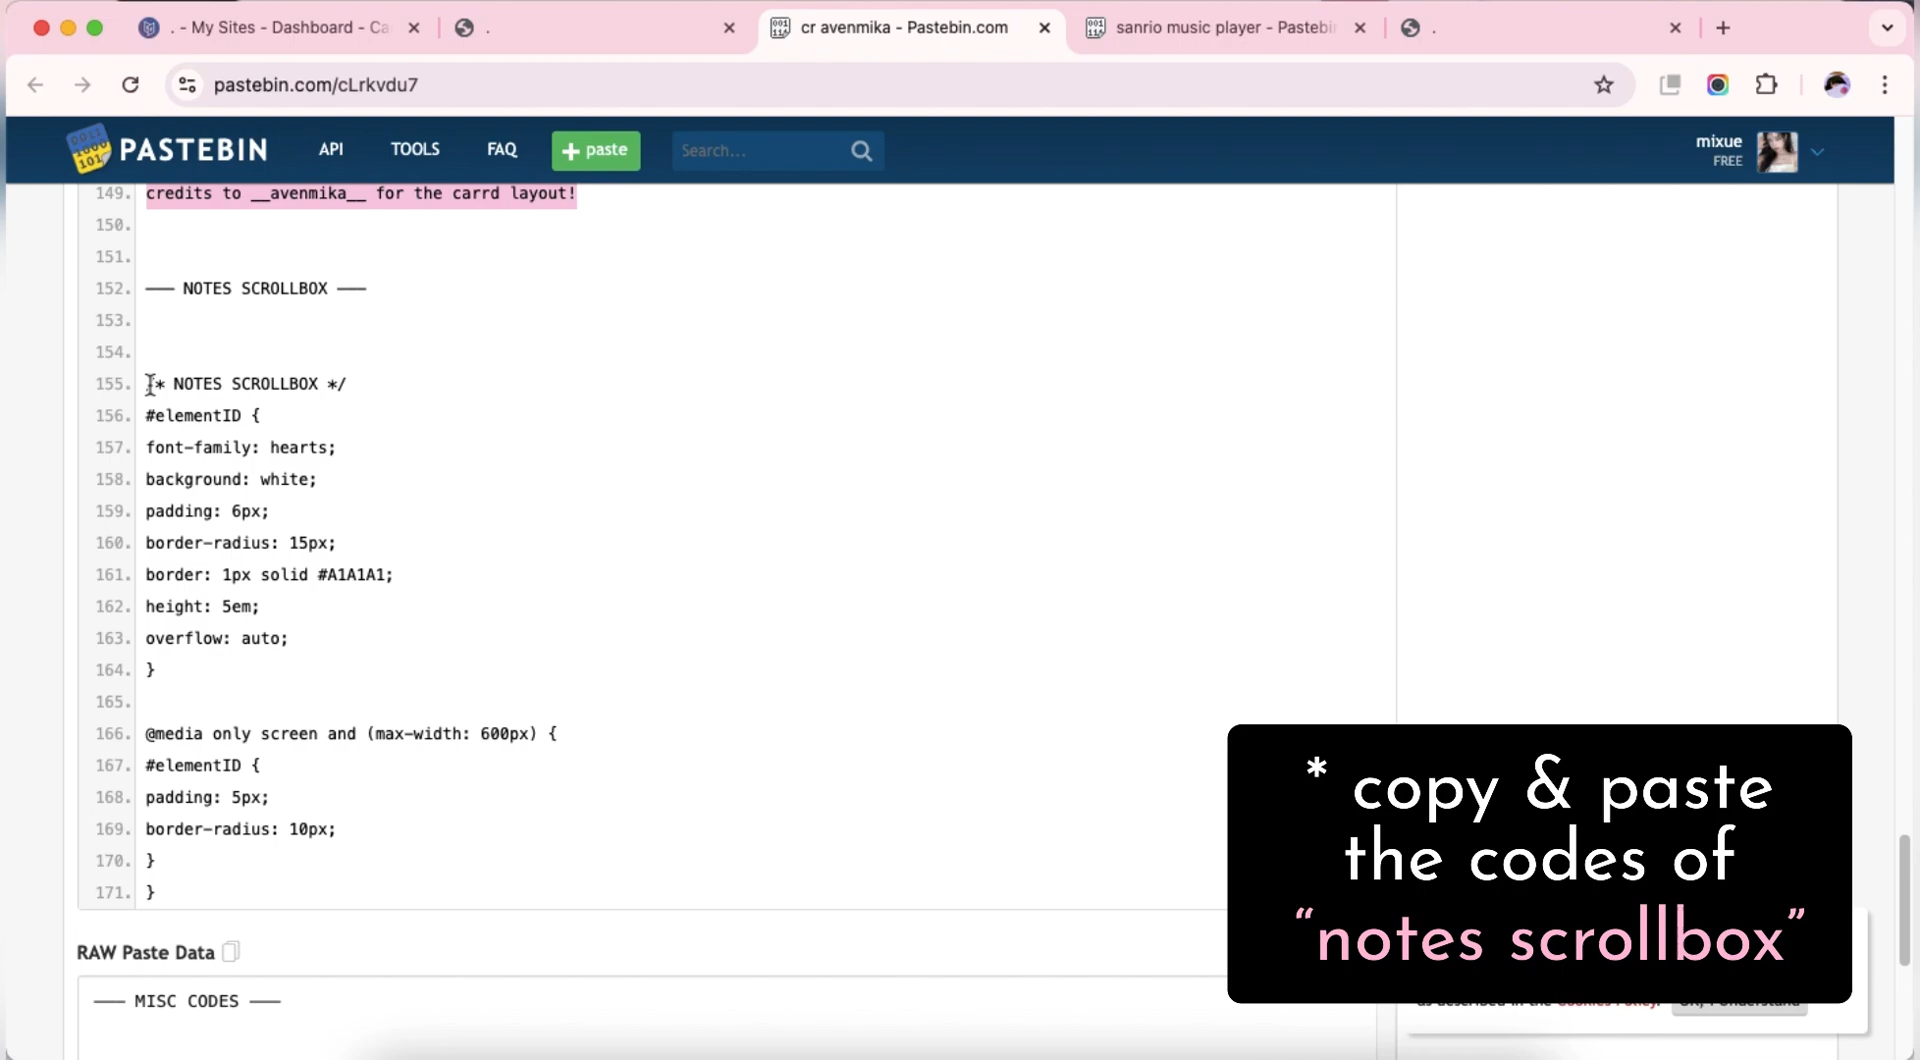 . - My Sites - Dashboard - Ca
.
cr avenmika - Pastebin.com
sanrio music player - Pastebin
.
pastebin.com/cLrkvdu7
PASTEBIN
API
TOOLS
FAQ
+ paste
Search...
mixue
FREE
149. credits to __avenmika__ for the carrd layout!
150.
151.
152. —— NOTES SCROLLBOX ——
153.
154.
155. /* NOTES SCROLLBOX */
156. #elementID {
157. font-family: hearts;
158. background: white;
159. padding: 6px;
160. border-radius: 15px;
161. border: 1px solid #A1A1A1;
162. height: 5em;
163. overflow: auto;
164. }
165.
166. @media only screen and (max-width: 600px) {
167. #elementID {
168. padding: 5px;
169. border-radius: 10px;
170. }
171. }
* copy & paste
the codes of
“notes scrollbox”
RAW Paste Data
—— MISC CODES ——